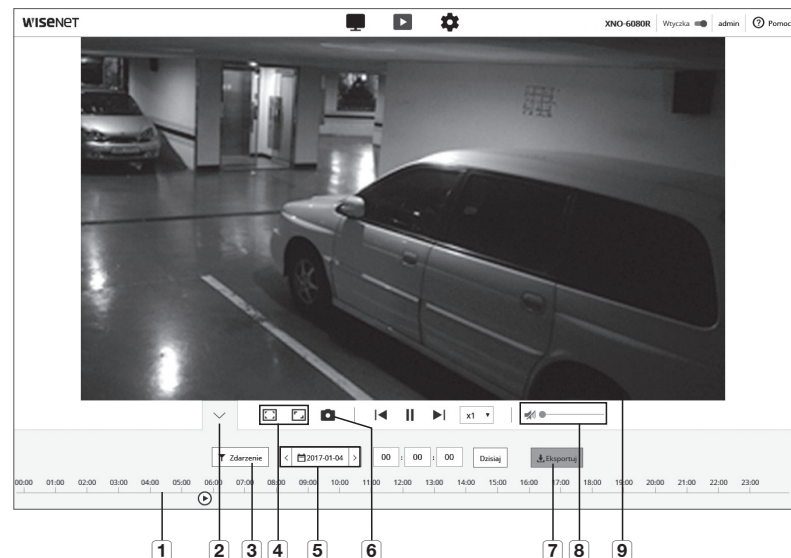 WISENET
XNO-6080R Wtyczka admin Pomoc
x1
Zdarzenie 2017-01-04 00 : 00 : 00 Dzisiaj Eksportuj
00:00 01:00 02:00 03:00 04:00 05:00 06:00 07:00 08:00 09:00 10:00 11:00 12:00 13:00 14:00 15:00 16:00 17:00 18:00 19:00 20:00 21:00 22:00 23:00
1 2 3 4 5 6 7 8 9